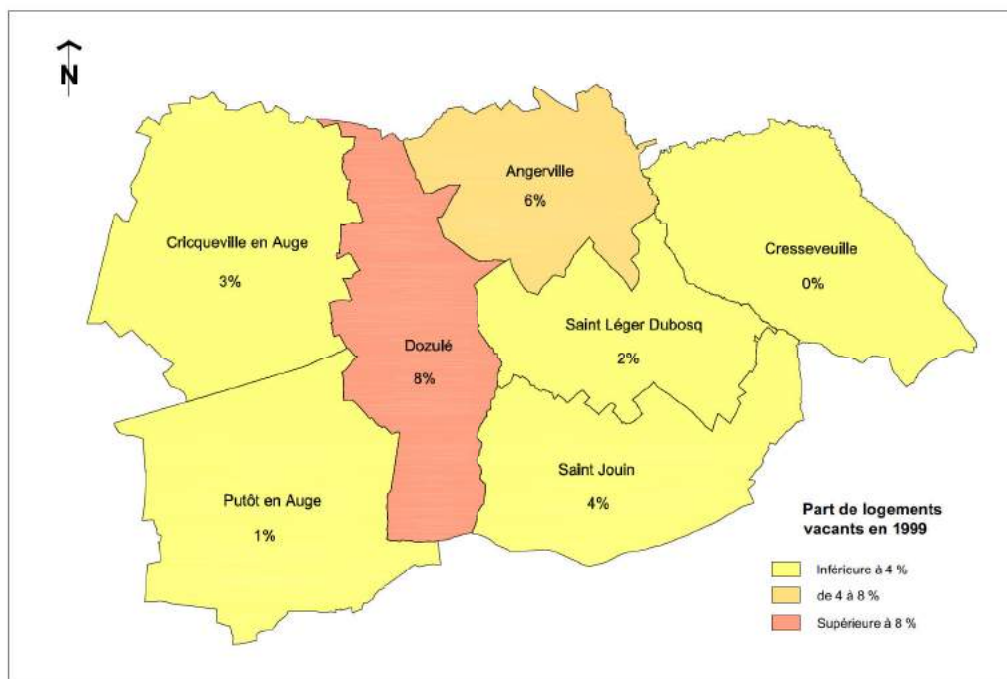 N
Angerville
6%
Cricqueville en Auge
3%
Cresseveuille
0%
Saint Léger Dubosq
2%
Dozulé
8%
Saint Jouin
4%
Putôt en Auge
1%
Part de logements
vacants en 1999
Inférieure à 4 %
de 4 à 8 %
Supérieure à 8 %